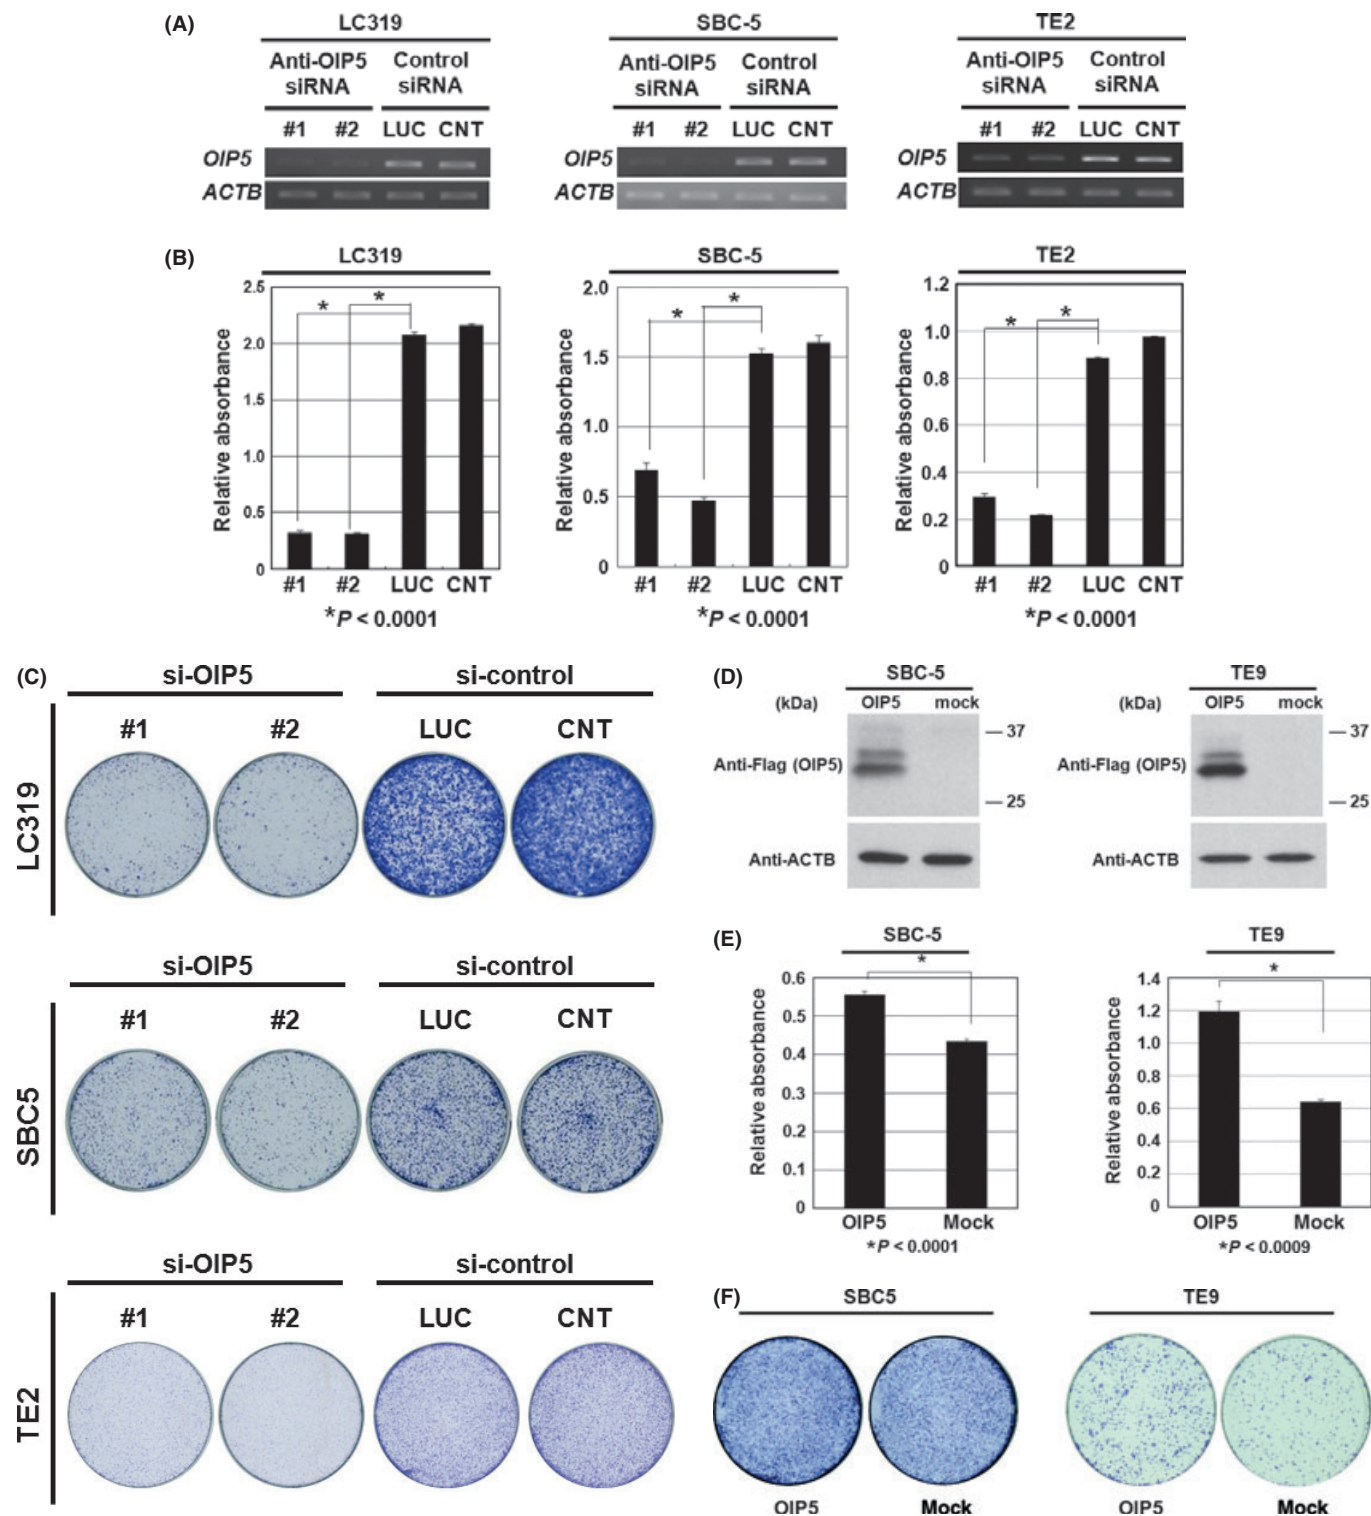 (A)
LC319
SBC-5
TE2
Anti-OIP5 siRNA
Control siRNA
Anti-OIP5 siRNA
Control siRNA
Anti-OIP5 siRNA
Control siRNA
#1 #2 LUC CNT
#1 #2 LUC CNT
#1 #2 LUC CNT
OIP5
OIP5
OIP5
ACTB
ACTB
ACTB
(B)
LC319
Relative absorbance
2.5
2.0
1.5
1.0
0.5
0
* *
#1 #2 LUC CNT
*P < 0.0001
SBC-5
Relative absorbance
2.0
1.5
1.0
0.5
0
* *
#1 #2 LUC CNT
*P < 0.0001
TE2
Relative absorbance
1.2
1.0
0.8
0.6
0.4
0.2
0
* *
#1 #2 LUC CNT
*P < 0.0001
(C)
si-OIP5 si-control
#1 #2 LUC CNT
LC319
si-OIP5 si-control
#1 #2 LUC CNT
SBC5
si-OIP5 si-control
#1 #2 LUC CNT
TE2
(D)
SBC-5
(kDa) OIP5 mock
37
Anti-Flag (OIP5)
25
Anti-ACTB
TE9
(kDa) OIP5 mock
37
Anti-Flag (OIP5)
25
Anti-ACTB
(E)
SBC-5
Relative absorbance
0.6
0.5
0.4
0.3
0.2
0.1
0
*
OIP5 Mock
*P < 0.0001
TE9
Relative absorbance
1.4
1.2
1.0
0.8
0.6
0.4
0.2
0
*
OIP5 Mock
*P < 0.0009
(F)
SBC5
TE9
OIP5 Mock
OIP5 Mock